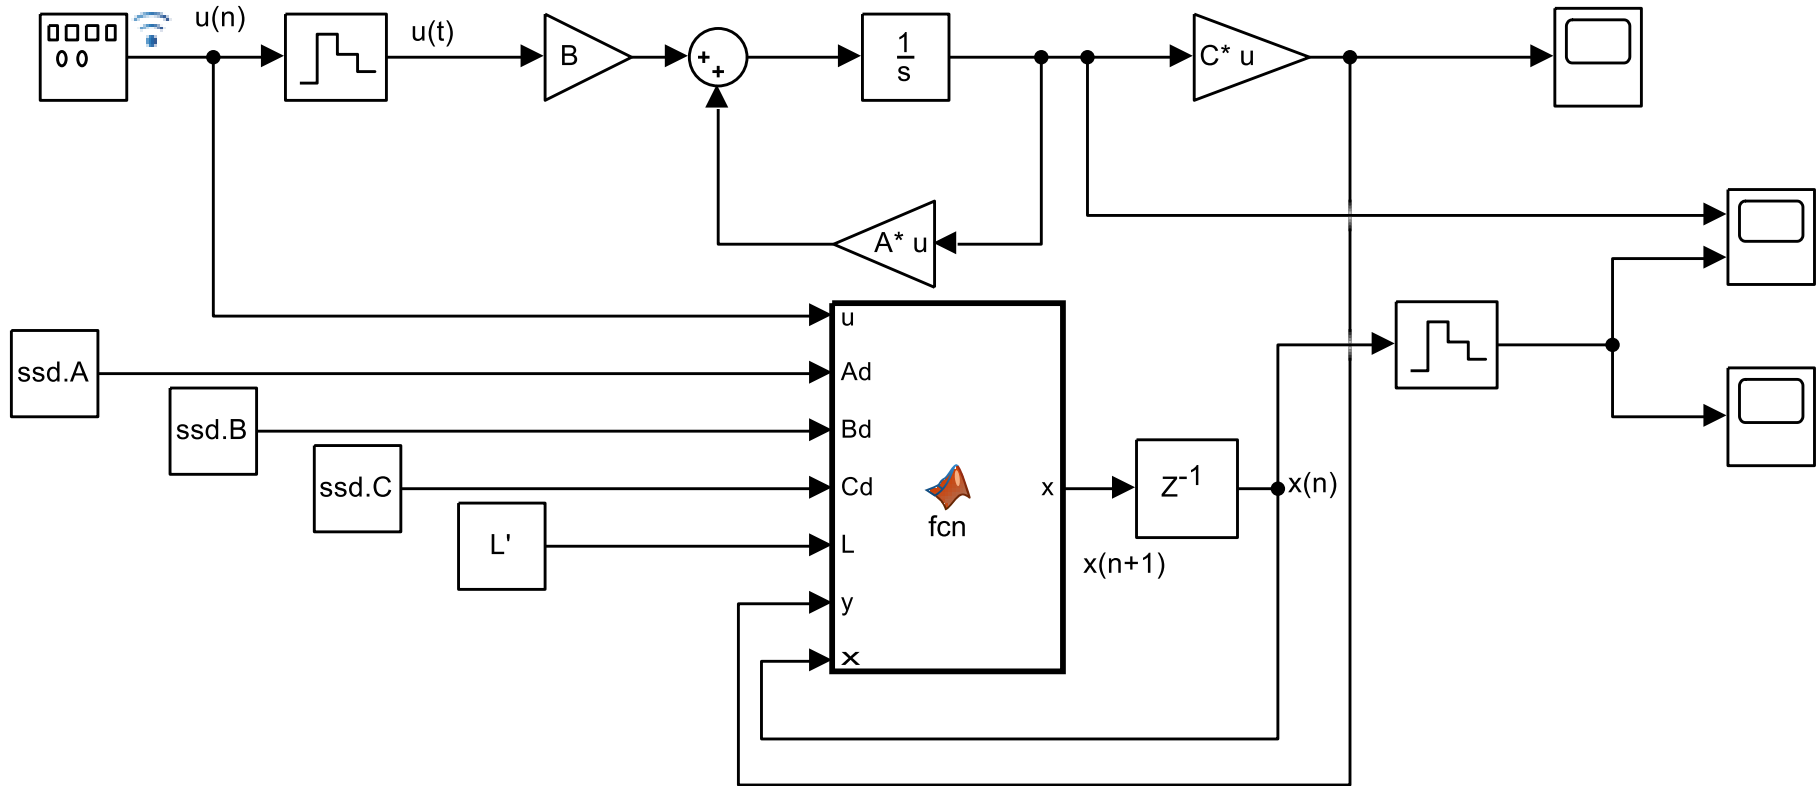 u(n)
u(t)
B
+
+
1
s
C* u
A* u
u
ssd.A
Ad
ssd.B
Bd
ssd.C
Cd
x
Z-1
x(n)
fcn
L'
L
x(n+1)
y
x